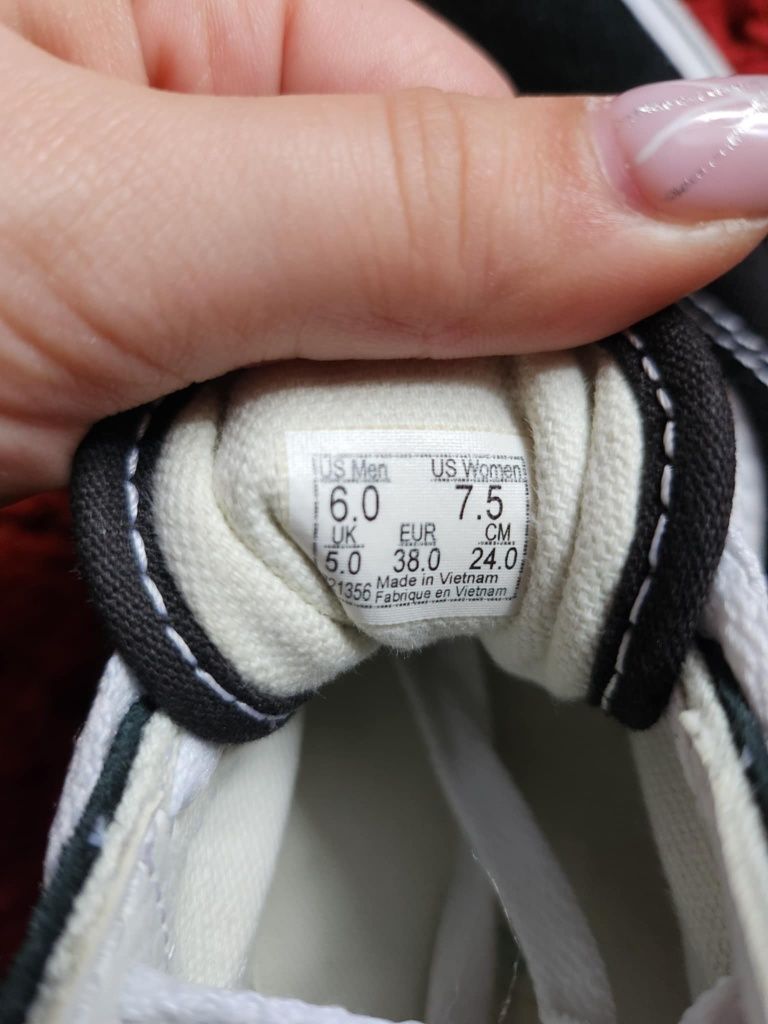 US Men US Women
6.0 7.5
UK EUR CM
5.0 38.0 24.0
Made in Vietnam
21356 Fabrique en Vietnam